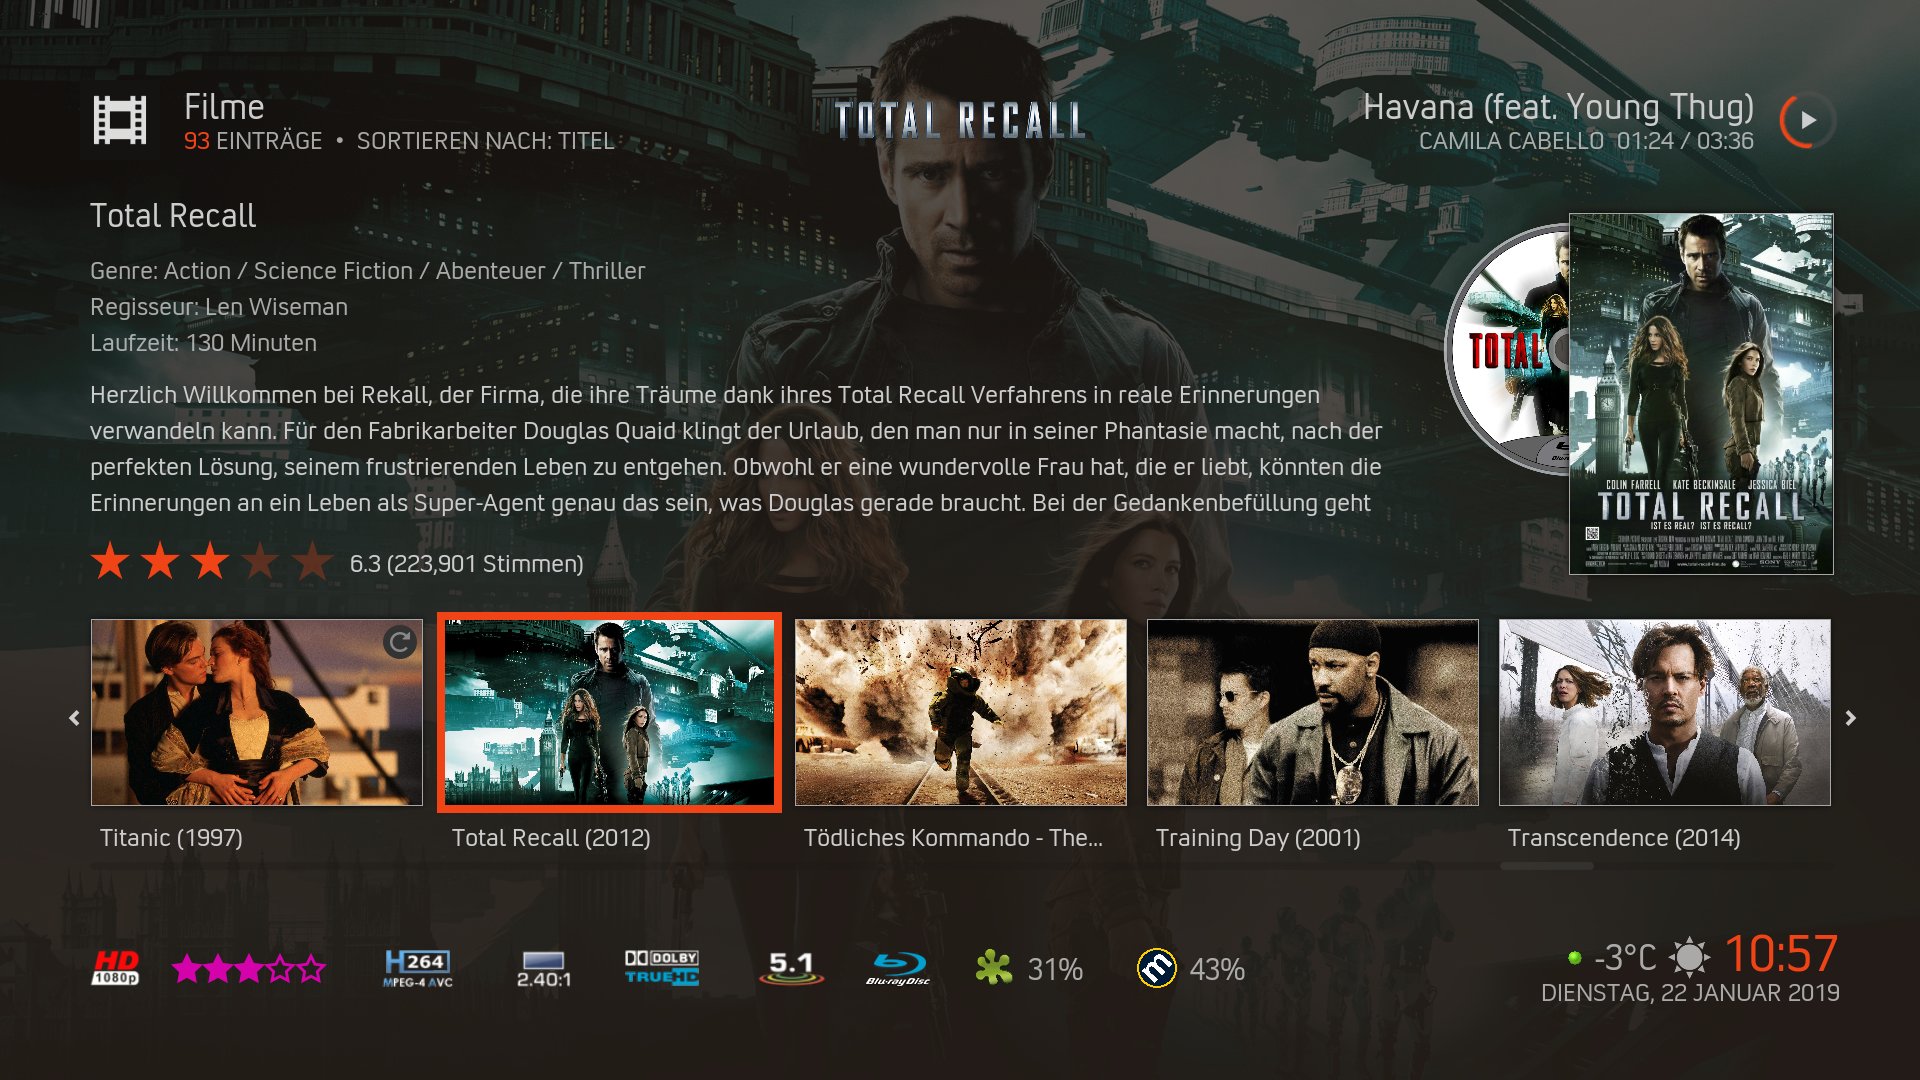 Filme
93 EINTRÄGE • SORTIEREN NACH: TITEL
TOTAL RECALL
Havana (feat. Young Thug)
CAMILA CABELLO 01:24 / 03:36
Total Recall
Genre: Action / Science Fiction / Abenteuer / Thriller
Regisseur: Len Wiseman
Laufzeit: 130 Minuten
Herzlich Willkommen bei Rekall, der Firma, die ihre Träume dank ihres Total Recall Verfahrens in reale Erinnerungen
verwandeln kann. Für den Fabrikarbeiter Douglas Quaid klingt der Urlaub, den man nur in seiner Phantasie macht, nach der
perfekten Lösung, seinem frustrierenden Leben zu entgehen. Obwohl er eine wundervolle Frau hat, die er liebt, könnten die
Erinnerungen an ein Leben als Super-Agent genau das sein, was Douglas gerade braucht. Bei der Gedankenbefüllung geht
6.3 (223,901 Stimmen)
TOTAL
COLIN FARRELL KATE BECKINSALE JESSICA BIEL
TOTAL RECALL
IST ES REAL? IST ES RECALL?
Titanic (1997)
Total Recall (2012)
Tödliches Kommando - The...
Training Day (2001)
Transcendence (2014)
HD
1080p
H264
MPEG-4 AVC
2.40:1
DOLBY
TRUEHD
5.1
Blu-ray Disc
31%
m
43%
-3°C
10:57
DIENSTAG, 22 JANUAR 2019